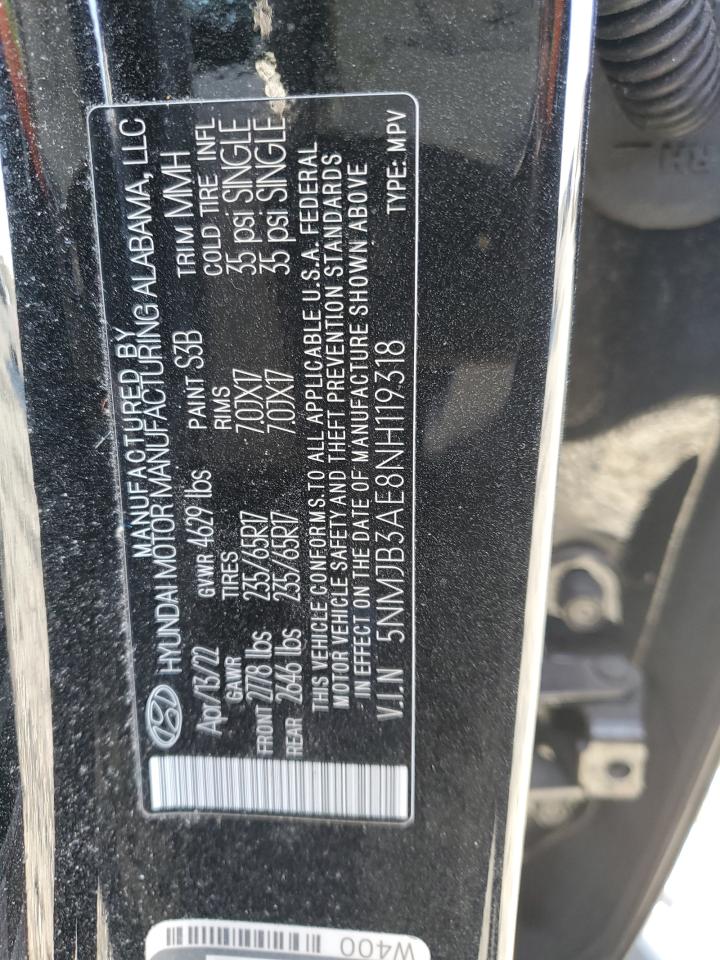 MANUFACTURED BY
HYUNDAI MOTOR MANUFACTURING ALABAMA, LLC
Apr/13/22 GVWR 4629 lbs PAINT S3B TRIM MMH
GAWR TIRES RIMS COLD TIRE INFL
FRONT 2778 lbs 235/65R17 7.0JX17 35 psi SINGLE
REAR 2646 lbs 235/65R17 7.0JX17 35 psi SINGLE
THIS VEHICLE CONFORMS TO ALL APPLICABLE U.S.A. FEDERAL
MOTOR VEHICLE SAFETY AND THEFT PREVENTION STANDARDS
IN EFFECT ON THE DATE OF MANUFACTURE SHOWN ABOVE
V.I.N 5NMJB3AE8NH119318 TYPE: MPV
W400
RH